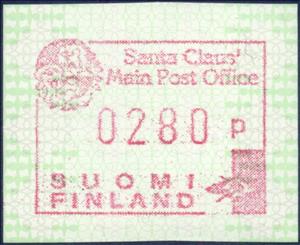 Santa Claus'
Main Post Office
0280 P
SUOMI
FINLAND